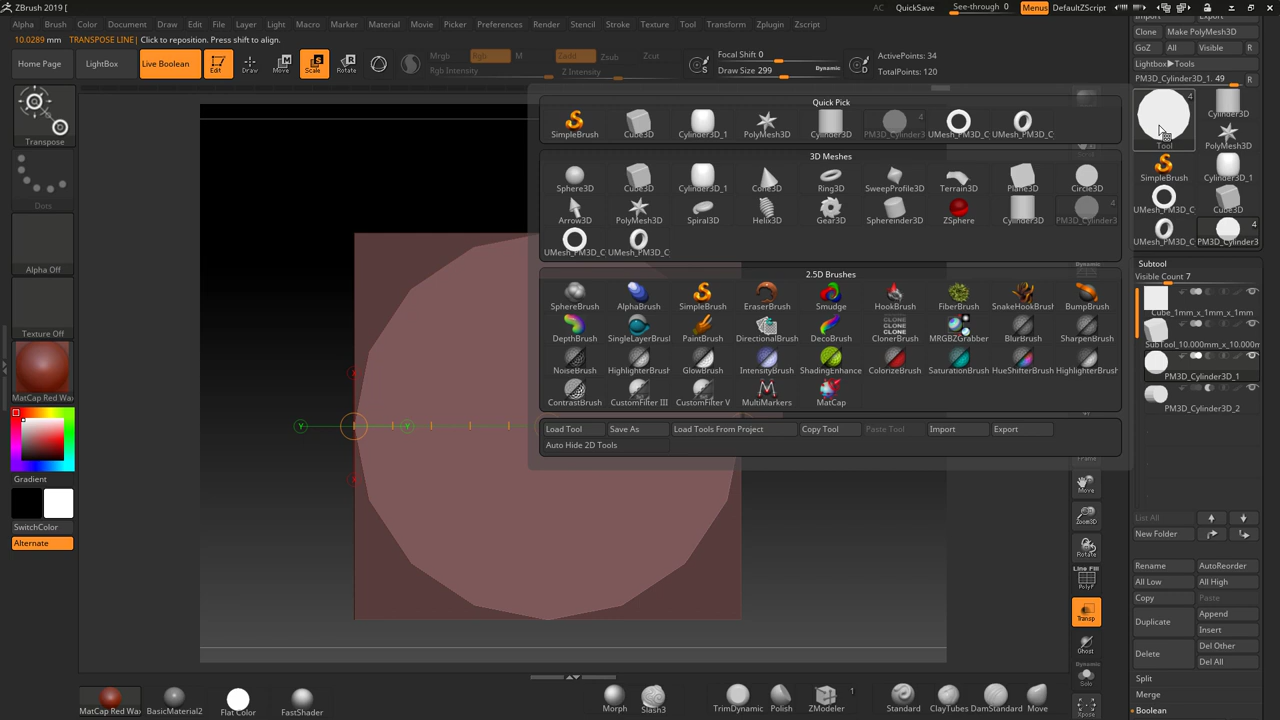 ZBrush 2019 [
AC QuickSave See-through 0 Menus DefaultZScript
Alpha Brush Color Document Draw Edit File Layer Light Macro Marker Material Movie Picker Preferences Render Stencil Stroke Texture Tool Transform Zplugin Zscript
10.0289 mm TRANSPOSE LINE| Click to reposition. Press shift to align.
Home Page LightBox Live Boolean Edit Draw Move Scale Rotate
Mrgb Rgb M Zadd Zsub Zcut
Rgb Intensity Z Intensity
Focal Shift 0
Draw Size 299 Dynamic
ActivePoints: 34
TotalPoints: 120
Import Export
Clone Make PolyMesh3D
GoZ All Visible R
Lightbox▶Tools
PM3D_Cylinder3D_1. 49 R
4
Tool
Cylinder3D
PolyMesh3D
SimpleBrush Cylinder3D_1
UMesh_PM3D_C Cube3D
4
UMesh_PM3D_C PM3D_Cylinder3
Subtool
Visible Count 7
Cube_1mm_x_1mm_x_1mm
SubTool_10.000mm_x_10.000m
PM3D_Cylinder3D_1
PM3D_Cylinder3D_2
List All
New Folder
Rename AutoReorder
All Low All High
Copy Paste
Duplicate Append
Insert
Delete Del Other
Del All
Split
Merge
Boolean
Transpose
Dots
Alpha Off
Texture Off
MatCap Red Wax
Gradient
SwitchColor
Alternate
Quick Pick
SimpleBrush Cube3D Cylinder3D_1 PolyMesh3D Cylinder3D PM3D_Cylinder3 4 UMesh_PM3D_C UMesh_PM3D_C
3D Meshes
Sphere3D Cube3D Cylinder3D_1 Cone3D Ring3D SweepProfile3D Terrain3D Plane3D Circle3D
Arrow3D PolyMesh3D Spiral3D Helix3D Gear3D Sphereinder3D ZSphere Cylinder3D PM3D_Cylinder3 4
UMesh_PM3D_C UMesh_PM3D_C
2.5D Brushes
SphereBrush AlphaBrush SimpleBrush EraserBrush Smudge HookBrush FiberBrush SnakeHookBrush BumpBrush
DepthBrush SingleLayerBrush PaintBrush DirectionalBrush DecoBrush CLONE CLONE CLONE ClonerBrush MRGBZGrabber BlurBrush SharpenBrush
NoiseBrush HighlighterBrush GlowBrush IntensityBrush ShadingEnhance ColorizeBrush SaturationBrush HueShifterBrush HighlighterBrush
ContrastBrush CustomFilter III CustomFilter V MultiMarkers MatCap
Load Tool Save As Load Tools From Project Copy Tool Paste Tool Import Export
Auto Hide 2D Tools
Y Y
X
X
Move
Zoom3D
Rotate
Line Fill
PolyF
Transp
Ghost
Dynamic
Solo
Xpose
MatCap Red Wax BasicMaterial2 Flat Color FastShader Morph Slash3 TrimDynamic Polish ZModeler 1 Standard ClayTubes DamStandard Move